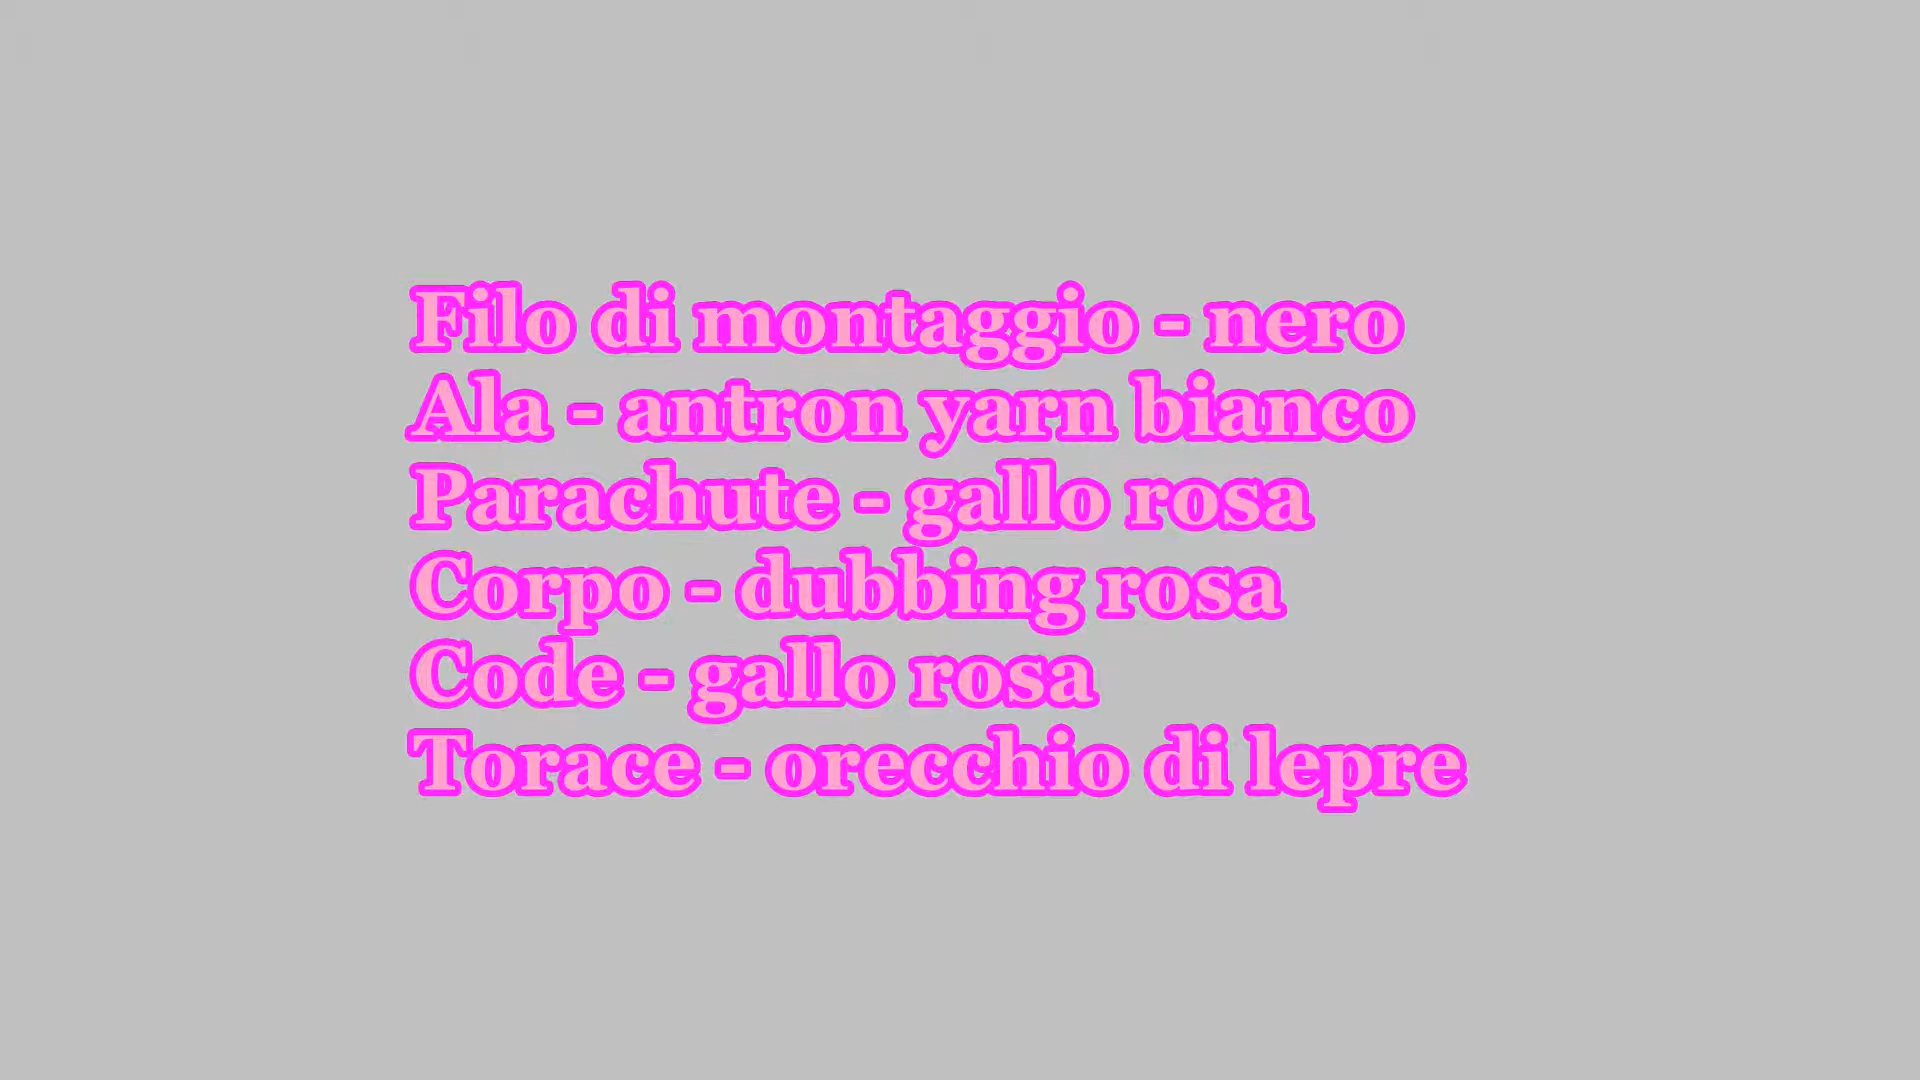 Filo di montaggio - nero
Ala - antron yarn bianco
Parachute - gallo rosa
Corpo - dubbing rosa
Code - gallo rosa
Torace - orecchio di lepre